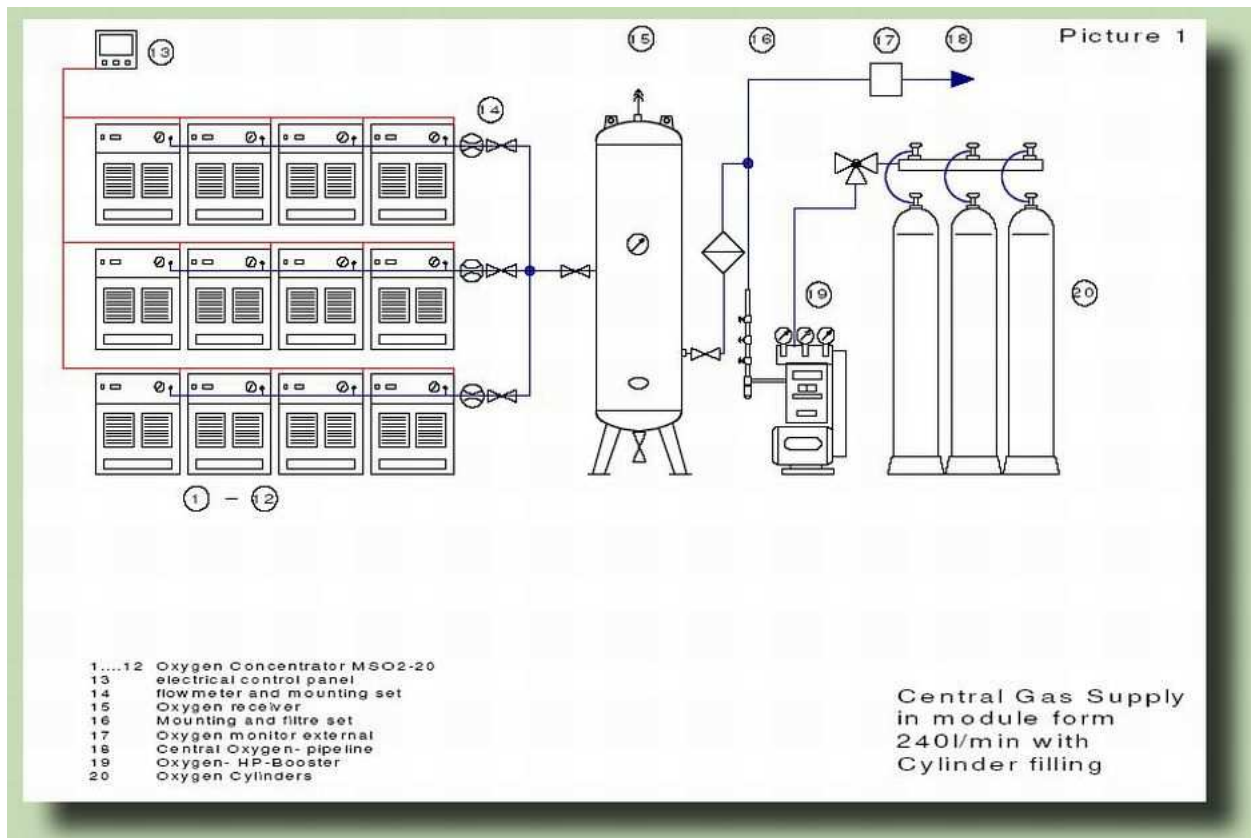 Picture 1
13
15
16
17
18
14
19
20
1 – 12
1....12 Oxygen Concentrator MSO2-20
13 electrical control panel
14 flowmeter and mounting set
15 Oxygen receiver
16 Mounting and filtre set
17 Oxygen monitor external
18 Central Oxygen- pipeline
19 Oxygen- HP-Booster
20 Oxygen Cylinders
Central Gas Supply
in module form
240l/min with
Cylinder filling